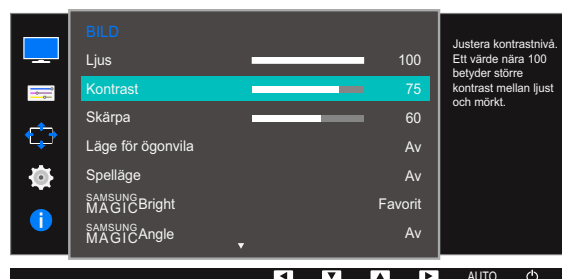 BILD
Ljus 100
Kontrast 75
Skärpa 60
Läge för ögonvila Av
Spelläge Av
SAMSUNG MAGICBright Favorit
SAMSUNG MAGICAngle Av
Justera kontrastnivå.
Ett värde nära 100
betyder större
kontrast mellan ljust
och mörkt.
AUTO